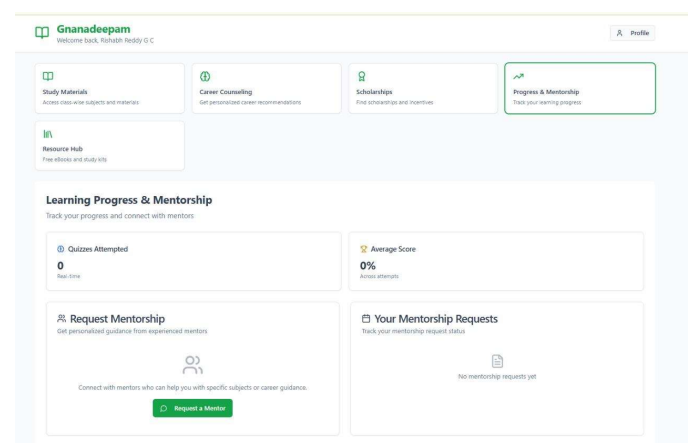 Gnanadeepam
Welcome back, Rishabh Reddy G C
Profile
Study Materials
Access class-wise subjects and materials
Career Counseling
Get personalized career recommendations
Scholarships
Find scholarships and incentives
Progress & Mentorship
Track your learning progress
Resource Hub
Free eBooks and study kits
Learning Progress & Mentorship
Track your progress and connect with mentors
Quizzes Attempted
0
Real-time
Average Score
0%
Across attempts
Request Mentorship
Get personalized guidance from experienced mentors
Connect with mentors who can help you with specific subjects or career guidance.
Request a Mentor
Your Mentorship Requests
Track your mentorship request status
No mentorship requests yet